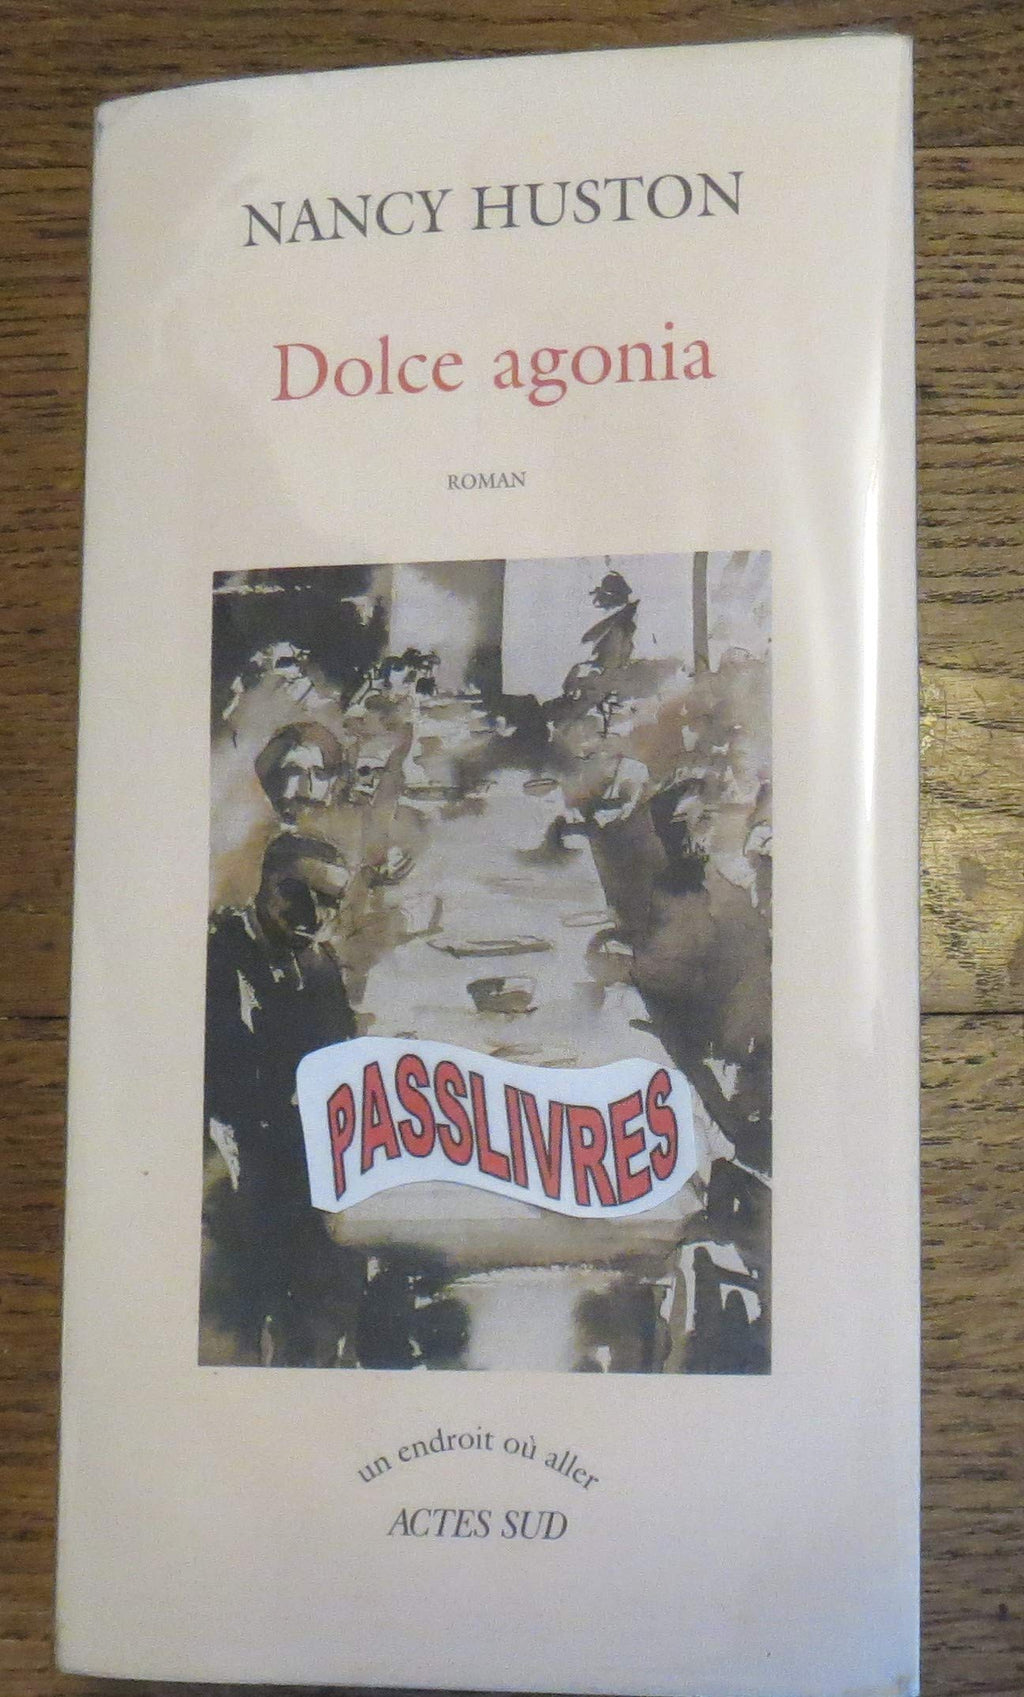 NANCY HUSTON
Dolce agonia
ROMAN
PASSLIVRES
un endroit où aller
ACTES SUD